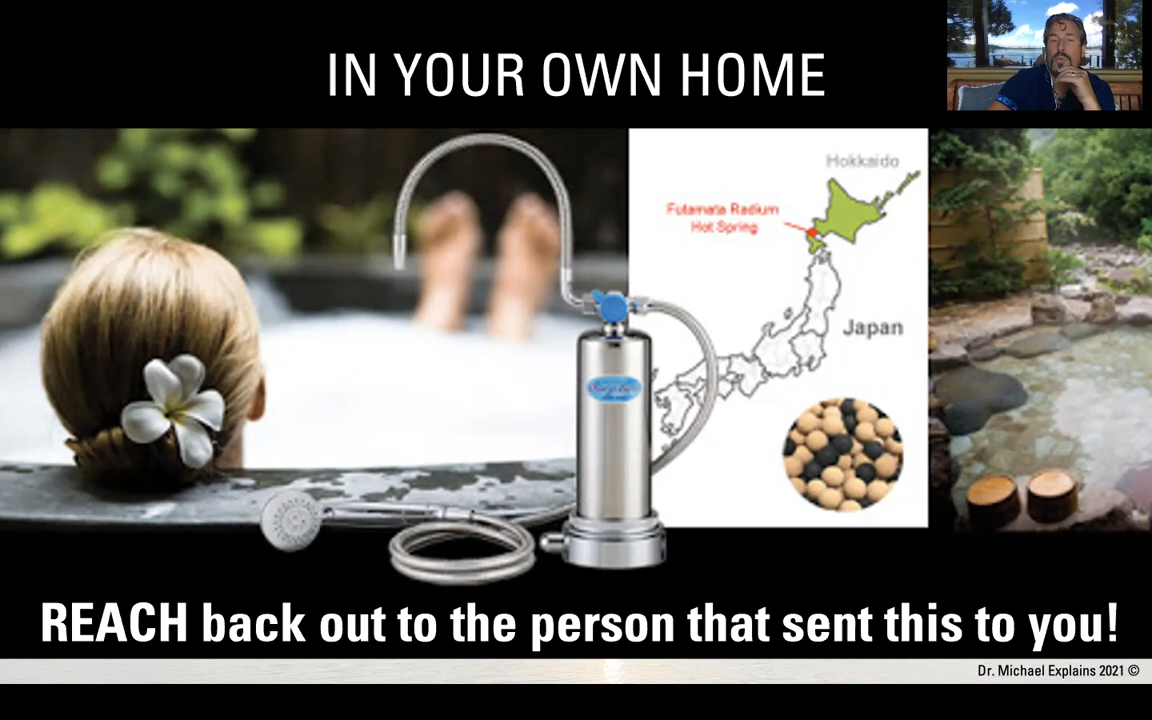 IN YOUR OWN HOME
Hokkaido
Futamata Radium
Hot Spring
Japan
REACH back out to the person that sent this to you!
Dr. Michael Explains 2021 ©